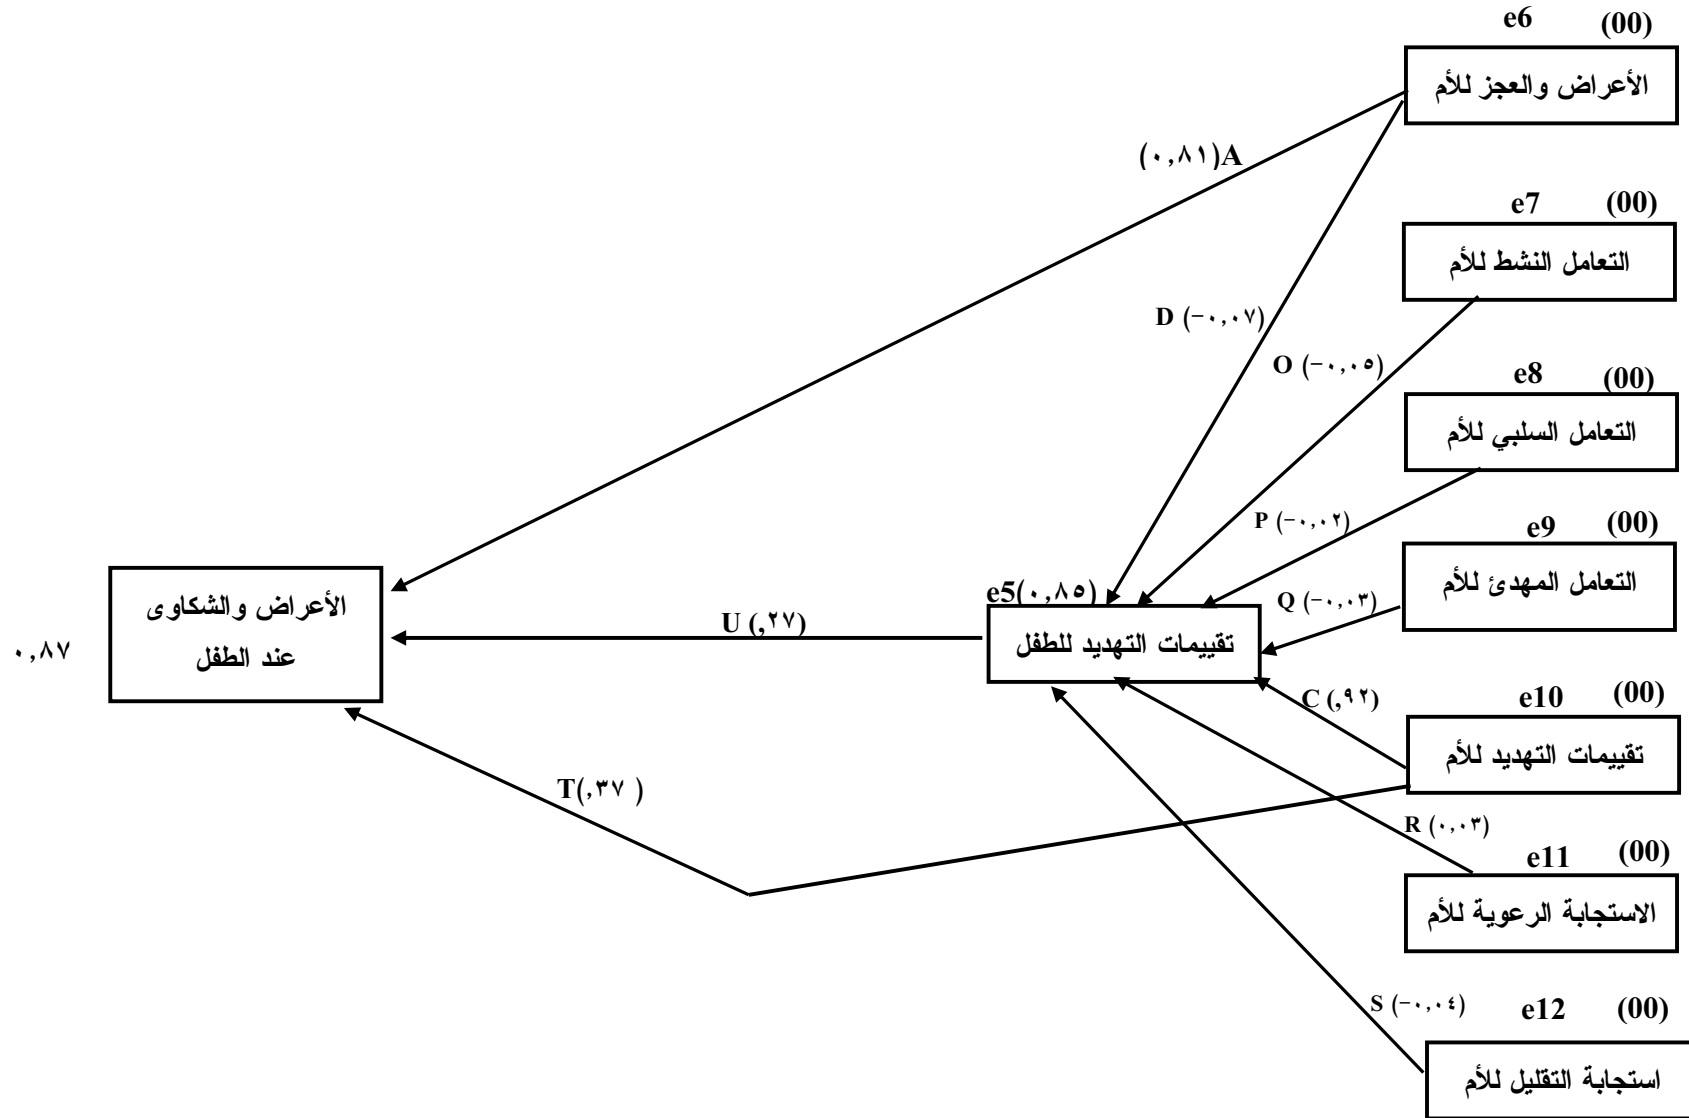 e6 (00)
الأعراض والعجز للأم
(٠,٨١)A
e7 (00)
التعامل النشط للأم
D (-٠,٠٧)
O (-٠,٠٥)
e8 (00)
التعامل السلبي للأم
P (-٠,٠٢)
e9 (00)
التعامل المهدئ للأم
Q (-٠,٠٣)
e5(٠,٨٥)
تقييمات التهديد للطفل
U (,٢٧)
الأعراض والشكاوى
عند الطفل
٠,٨٧
C (,٩٢)
e10 (00)
تقييمات التهديد للأم
T(,٣٧ )
R (٠,٠٣)
e11 (00)
الاستجابة الرعوية للأم
S (-٠,٠٤)
e12 (00)
استجابة التقليل للأم